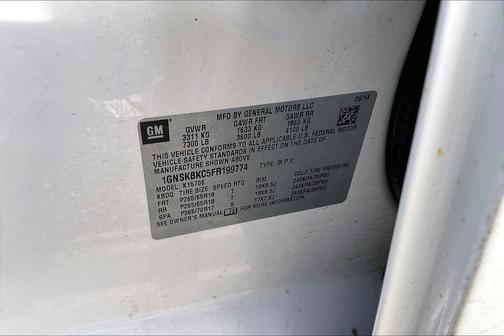 MFD BY GENERAL MOTORS LLC 08/14
GM GVWR GAWR FRT GAWR RR
3311 KG 1633 KG 1860 KG
7300 LB 3600 LB 4100 LB
THIS VEHICLE CONFORMS TO ALL APPLICABLE U.S. FEDERAL MOTOR
VEHICLE SAFETY STANDARDS IN EFFECT ON THE DATE OF
MANUFACTURE SHOWN ABOVE.
1GNSKBKC5FR199774 TYPE: M.P.V.
MODEL: K15706
KBDQ TIRE SIZE SPEED RTG RIM COLD TIRE PRESSURE
FRT P265/65R18 T 18X8.5J 240KPA(35PSI)
RR P265/65R18 T 18X8.5J 240KPA(35PSI)
SPA P265/70R17 S 17X7.5J 240KPA(35PSI)
SEE OWNER'S MANUAL FOR MORE INFORMATION.